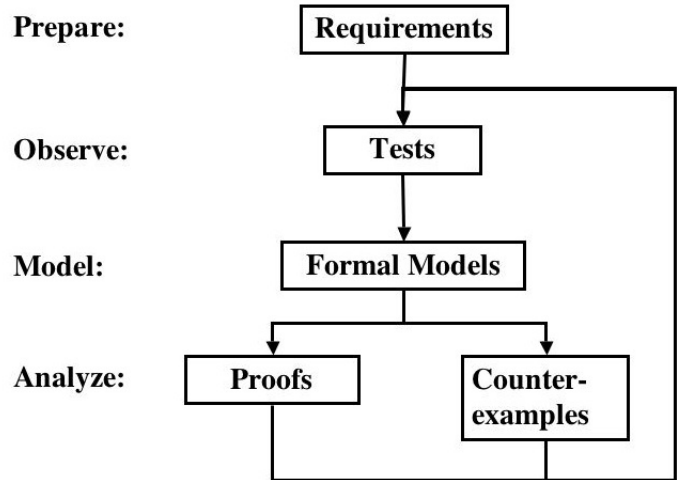 Prepare:
Requirements
Observe:
Tests
Model:
Formal Models
Analyze:
Proofs
Counter-
examples